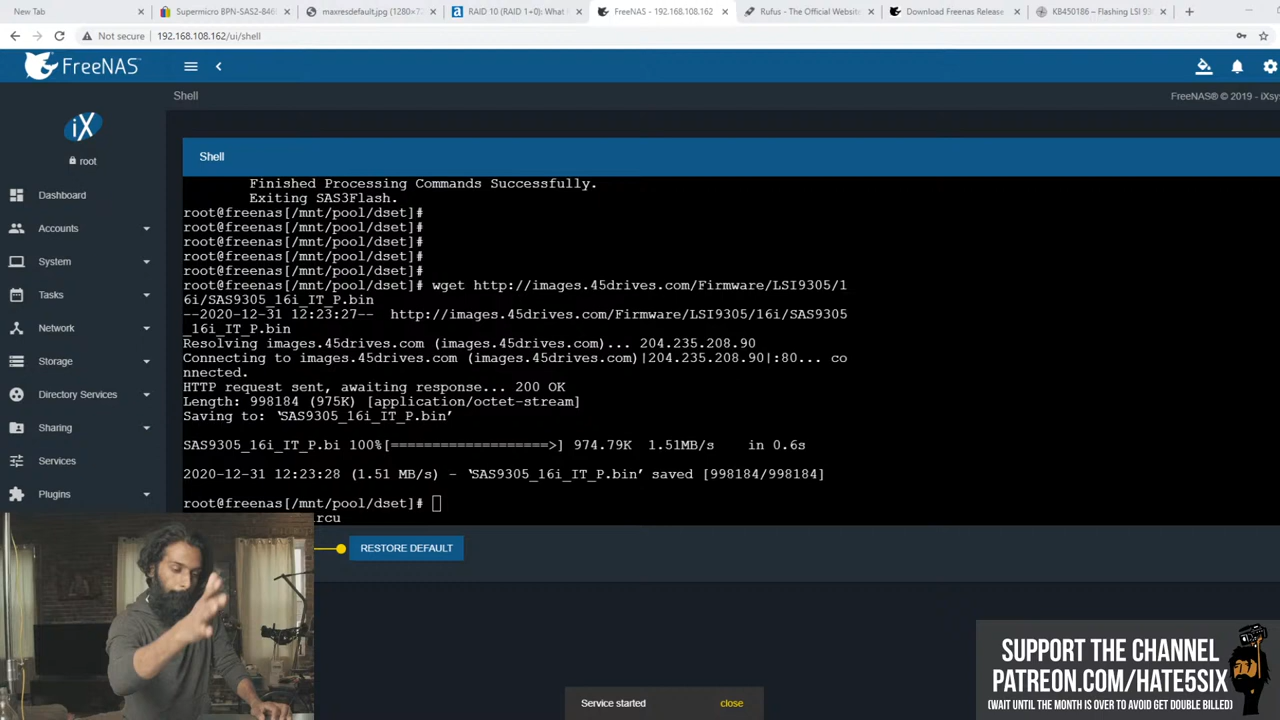 New Tab
Supermicro BPN-SAS2-846
maxresdefault.jpg (1280×72
RAID 10 (RAID 1+0): What
FreeNAS - 192.168.108.162
Rufus - The Official Website
Download Freenas Release
KB450186 – Flashing LSI 93
Not secure 192.168.108.162/ui/shell
FreeNAS
Shell
FreeNAS® © 2019 - iXsy
iX
root
Dashboard
Accounts
System
Tasks
Network
Storage
Directory Services
Sharing
Services
Plugins
Shell
Finished Processing Commands Successfully.
Exiting SAS3Flash.
root@freenas[/mnt/pool/dset]#
root@freenas[/mnt/pool/dset]#
root@freenas[/mnt/pool/dset]#
root@freenas[/mnt/pool/dset]#
root@freenas[/mnt/pool/dset]#
root@freenas[/mnt/pool/dset]# wget http://images.45drives.com/Firmware/LSI9305/1
6i/SAS9305_16i_IT_P.bin
--2020-12-31 12:23:27-- http://images.45drives.com/Firmware/LSI9305/16i/SAS9305
_16i_IT_P.bin
Resolving images.45drives.com (images.45drives.com)... 204.235.208.90
Connecting to images.45drives.com (images.45drives.com)|204.235.208.90|:80... co
nnected.
HTTP request sent, awaiting response... 200 OK
Length: 998184 (975K) [application/octet-stream]
Saving to: ‘SAS9305_16i_IT_P.bin’
SAS9305_16i_IT_P.bi 100%[===================>] 974.79K 1.51MB/s in 0.6s
2020-12-31 12:23:28 (1.51 MB/s) - ‘SAS9305_16i_IT_P.bin’ saved [998184/998184]
root@freenas[/mnt/pool/dset]#
rcu
RESTORE DEFAULT
Service started close
SUPPORT THE CHANNEL
PATREON.COM/HATE5SIX
(WAIT UNTIL THE MONTH IS OVER TO AVOID GET DOUBLE BILLED)